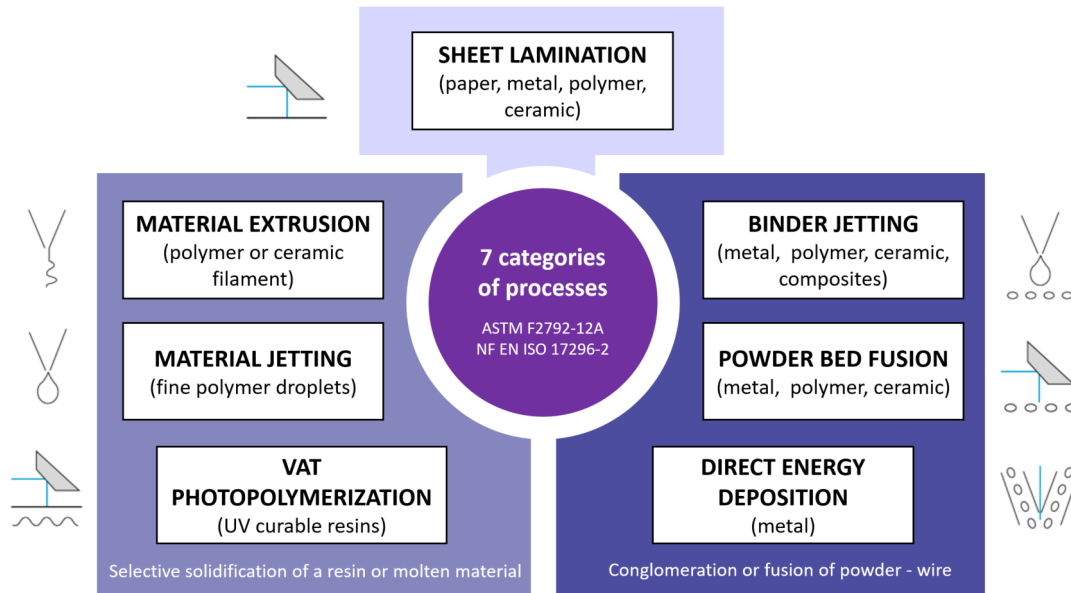 SHEET LAMINATION
(paper, metal, polymer,
ceramic)
MATERIAL EXTRUSION
(polymer or ceramic
filament)
MATERIAL JETTING
(fine polymer droplets)
VAT
PHOTOPOLYMERIZATION
(UV curable resins)
Selective solidification of a resin or molten material
7 categories
of processes
ASTM F2792-12A
NF EN ISO 17296-2
BINDER JETTING
(metal,  polymer, ceramic,
composites)
POWDER BED FUSION
(metal,  polymer, ceramic)
DIRECT ENERGY
DEPOSITION
(metal)
Conglomeration or fusion of powder - wire